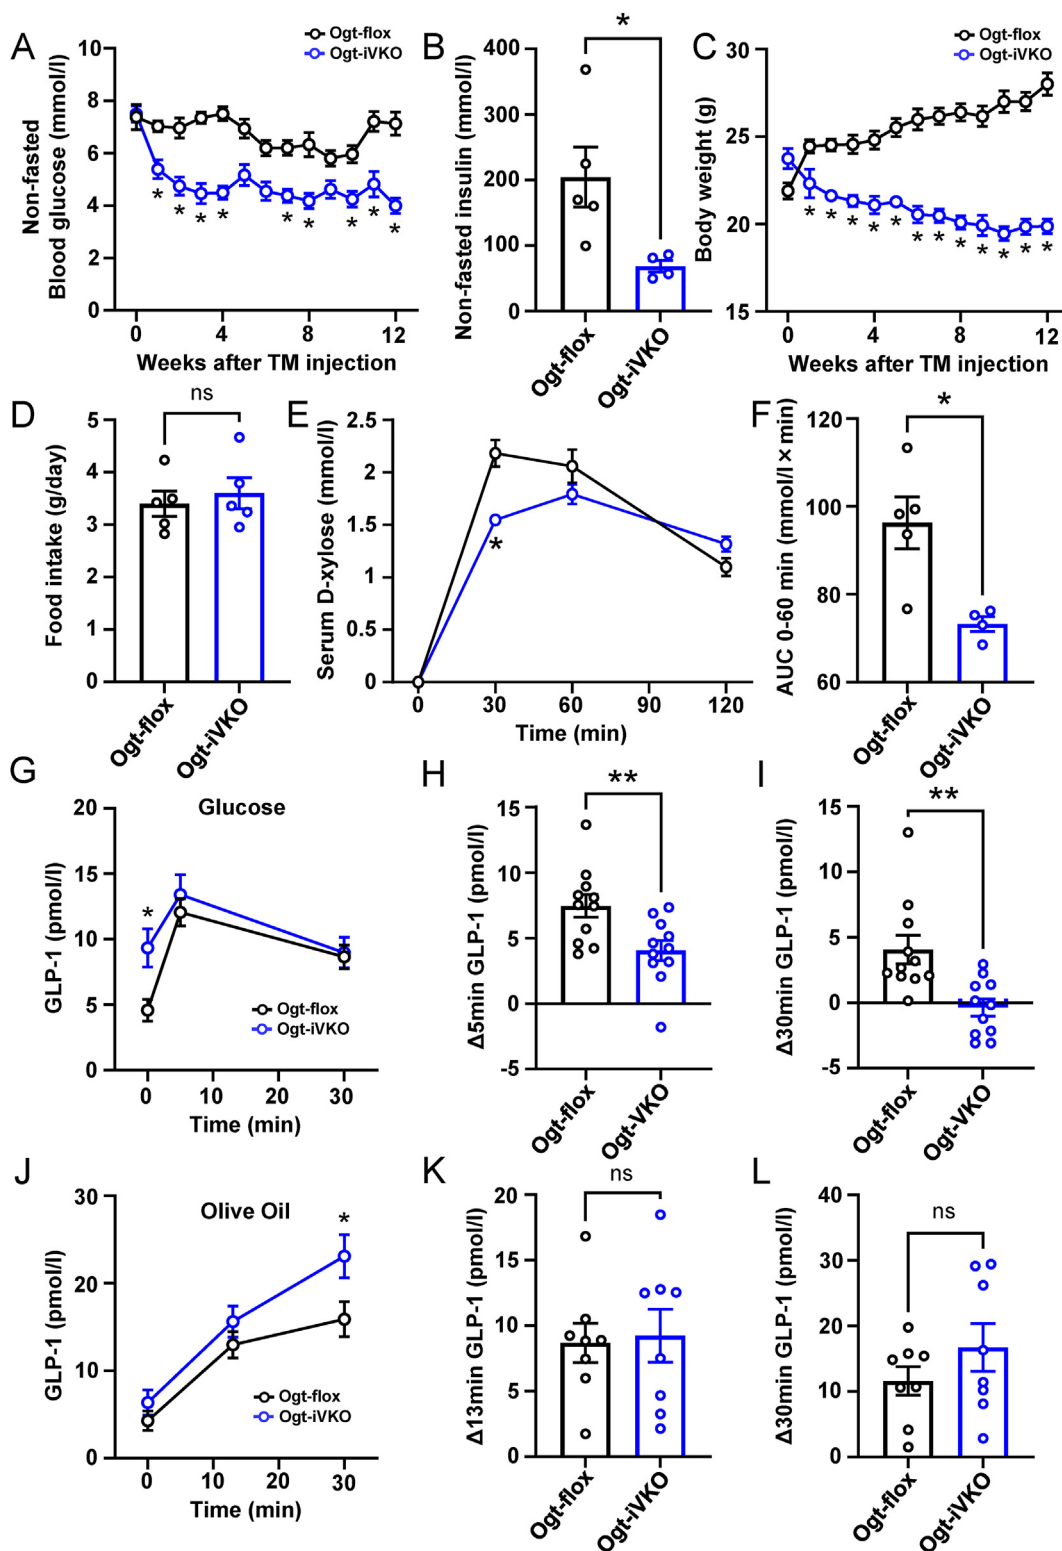 A
Ogt-flox
Ogt-iVKO
Non-fasted
Blood glucose (mmol/l)
10
8
6
4
2
0
*
*
*
*
*
*
*
*
*
0
4
8
12
Weeks after TM injection
B
*
Non-fasted insulin (mmol/l)
400
300
200
100
0
Ogt-flox
Ogt-iVKO
C
Ogt-flox
Ogt-iVKO
Body weight (g)
30
25
20
15
*
*
*
*
*
*
*
*
*
*
*
*
0
4
8
12
Weeks after TM injection
D
ns
Food intake (g/day)
5
4
3
2
1
0
Ogt-flox
Ogt-iVKO
E
Serum D-xylose (mmol/l)
2.5
2
1.5
1
0.5
0
*
0
30
60
90
120
Time (min)
F
*
AUC 0-60 min (mmol/l × min)
120
100
80
60
Ogt-flox
Ogt-iVKO
G
Glucose
GLP-1 (pmol/l)
20
15
10
5
0
*
Ogt-flox
Ogt-iVKO
0
10
20
30
Time (min)
H
**
Δ5min GLP-1 (pmol/l)
15
10
5
0
-5
Ogt-flox
Ogt-VKO
I
**
Δ30min GLP-1 (pmol/l)
15
10
5
0
-5
Ogt-flox
Ogt-VKO
J
Olive Oil
GLP-1 (pmol/l)
30
20
10
0
*
Ogt-flox
Ogt-iVKO
0
10
20
30
Time (min)
K
ns
Δ13min GLP-1 (pmol/l)
20
15
10
5
0
Ogt-flox
Ogt-iVKO
L
ns
Δ30min GLP-1 (pmol/l)
40
30
20
10
0
Ogt-flox
Ogt-iVKO